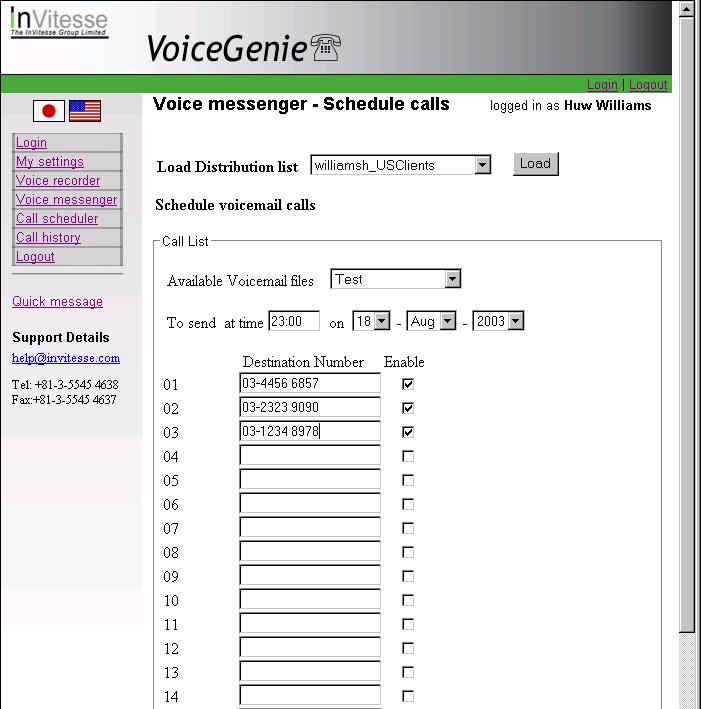 InVitesse
The InVitesse Group Limited
VoiceGenie
Login | Logout
Voice messenger - Schedule calls
logged in as Huw Williams
Login
My settings
Voice recorder
Voice messenger
Call scheduler
Call history
Logout
Quick message
Support Details
help@invitesse.com
Tel: +81-3-5545 4638
Fax:+81-3-5545 4637
Load Distribution list williamsh_USClients Load
Schedule voicemail calls
Call List
Available Voicemail files Test
To send at time 23:00 on 18 - Aug - 2003
Destination Number Enable
01 03-4456 6857
02 03-2323 9090
03 03-1234 8978
04
05
06
07
08
09
10
11
12
13
14